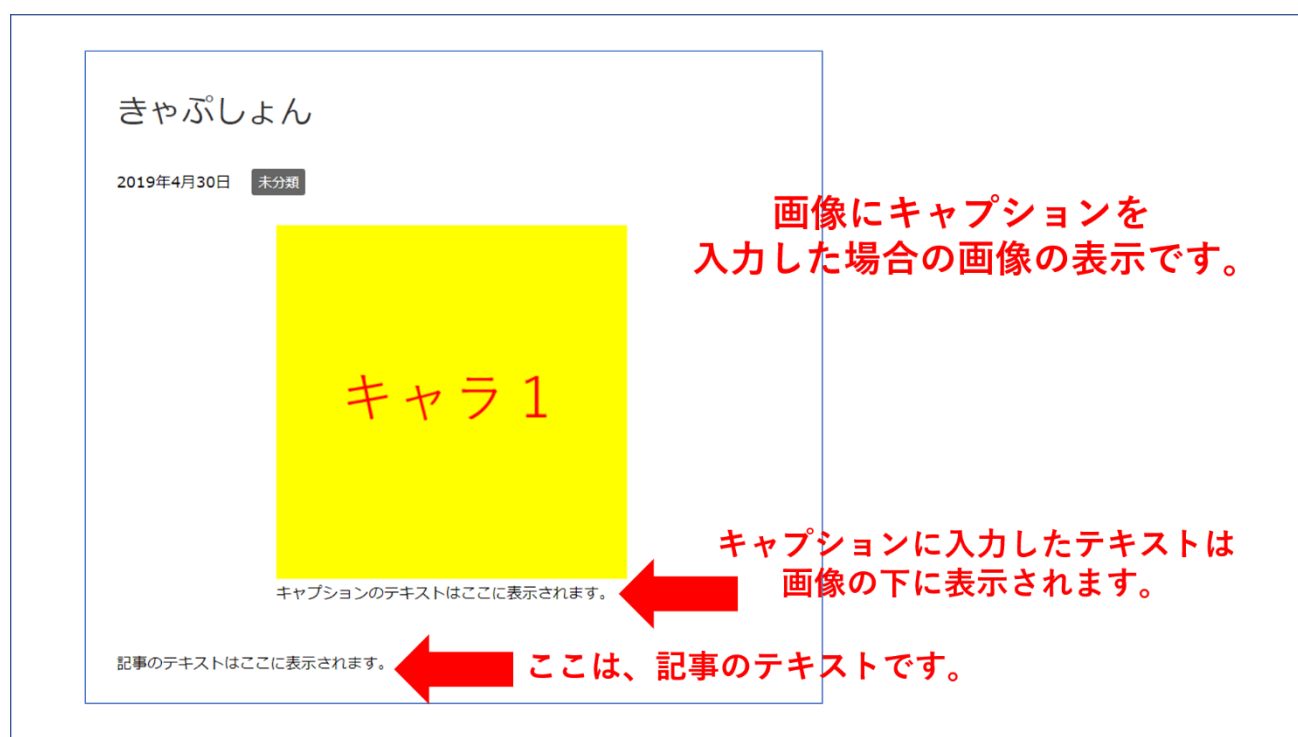 きゃぷしょん
2019年4月30日 未分類
画像にキャプションを
入力した場合の画像の表示です。
キャラ１
キャプションに入力したテキストは
画像の下に表示されます。
キャプションのテキストはここに表示されます。
記事のテキストはここに表示されます。
ここは、記事のテキストです。